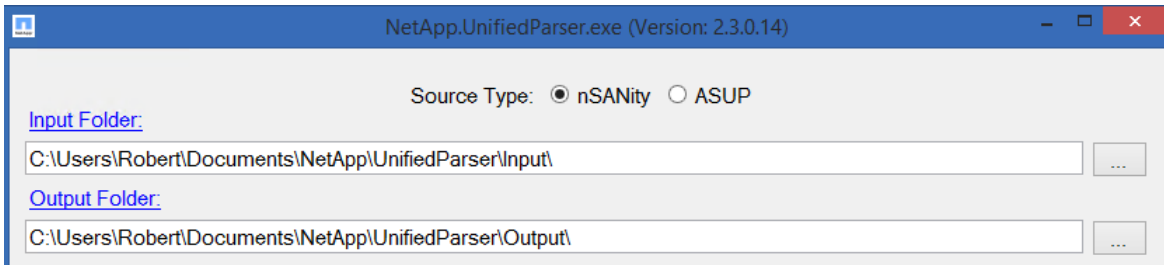 NetApp.UnifiedParser.exe (Version: 2.3.0.14)
Source Type: nSANity ASUP
Input Folder:
C:\Users\Robert\Documents\NetApp\UnifiedParser\Input\
...
Output Folder:
C:\Users\Robert\Documents\NetApp\UnifiedParser\Output\
...